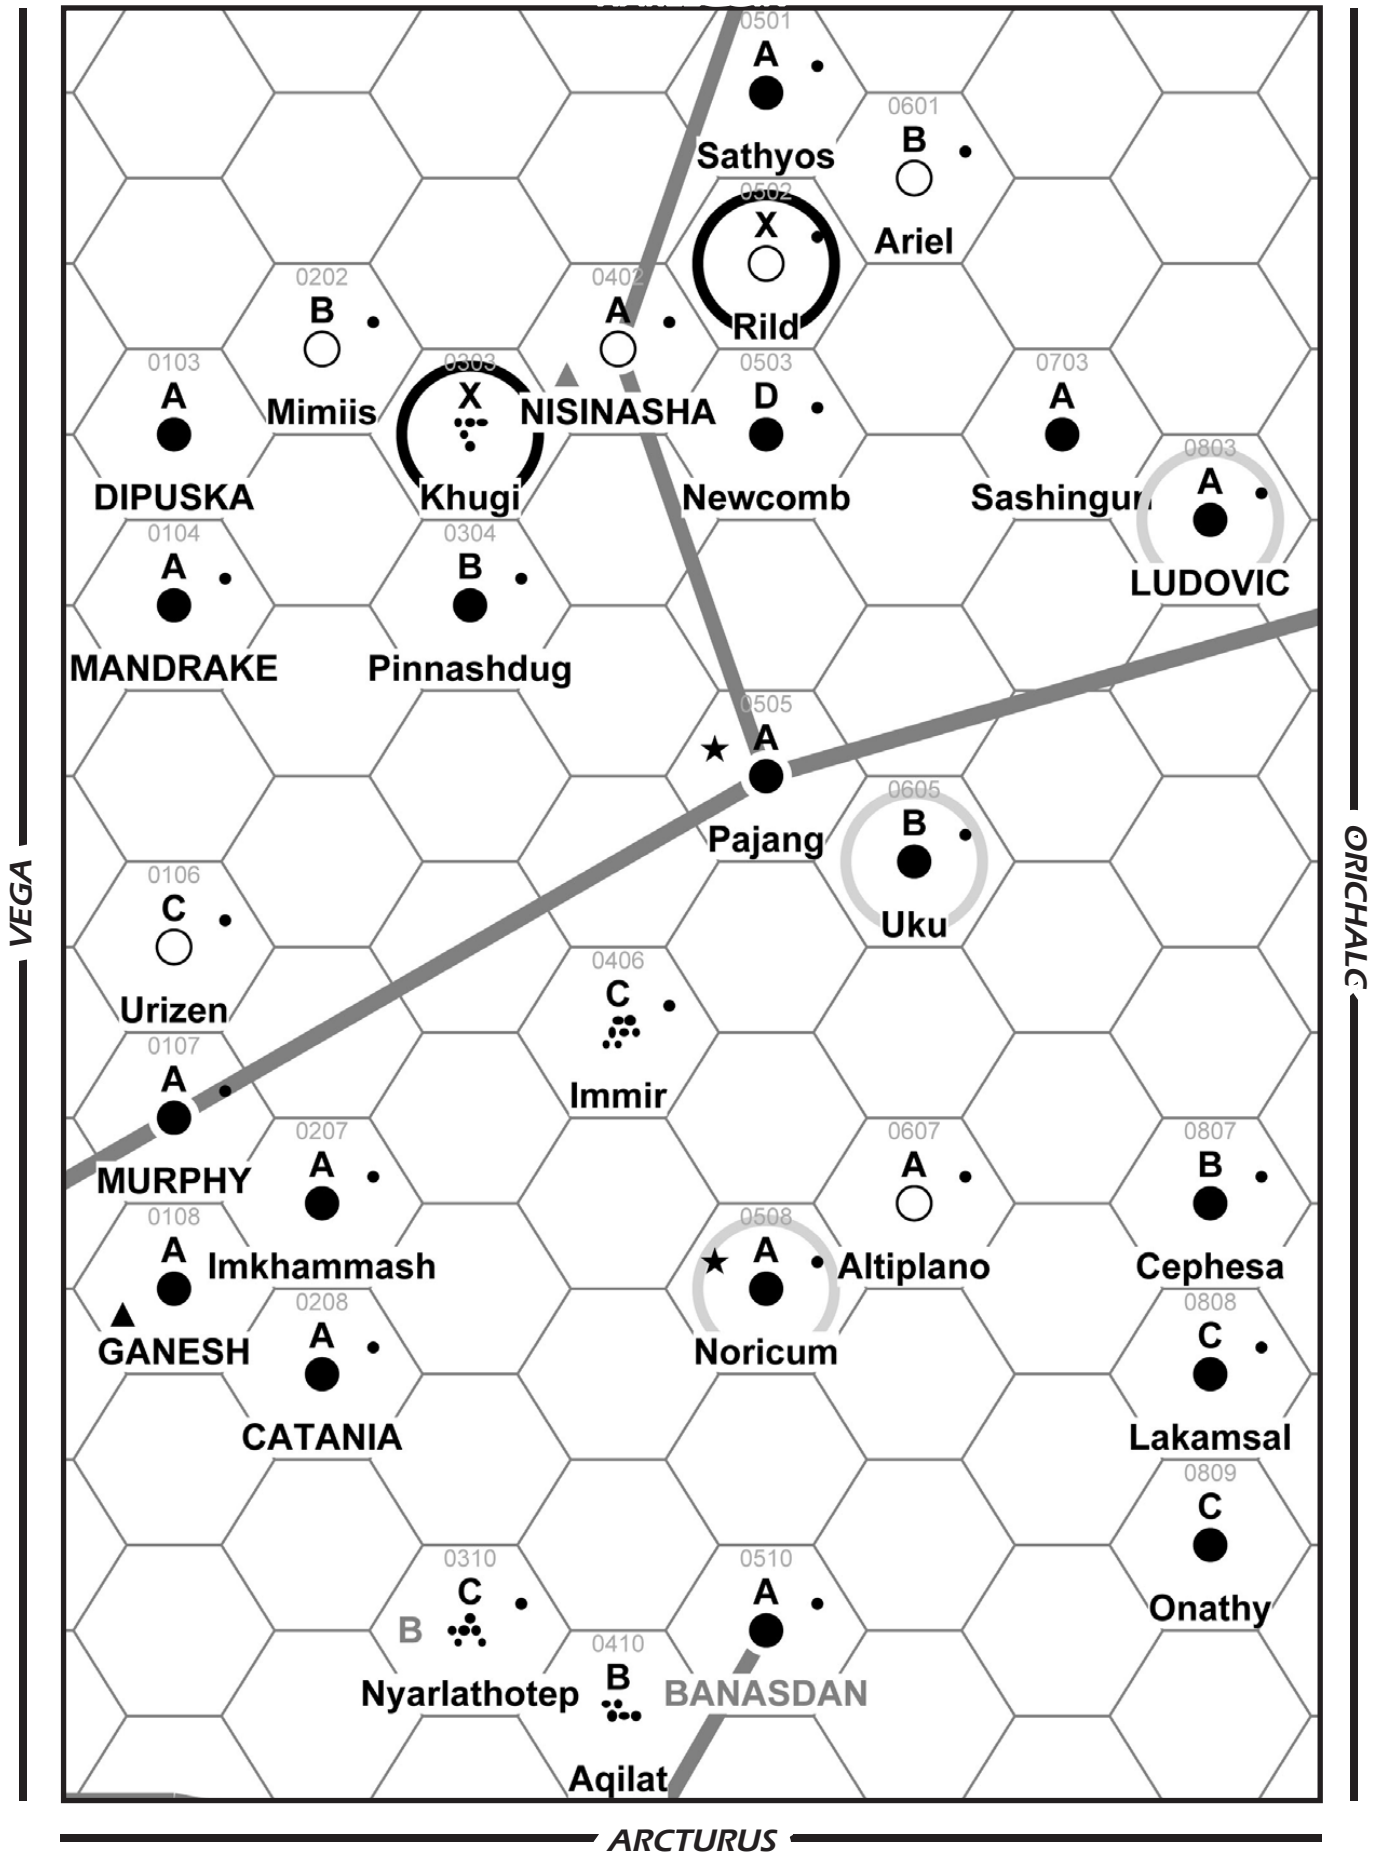 0501
A
Sathyos
0601
B
Ariel
0502
X
Rild
0202
B
Mimiis
0402
A
NISINASHA
0103
A
DIPUSKA
0303
X
Khugi
0503
D
Newcomb
0703
A
Sashingun
0803
A
LUDOVIC
0104
A
MANDRAKE
0304
B
Pinnashdug
0505
A
Pajang
0605
B
Uku
0106
C
Urizen
0406
C
Immir
0107
A
MURPHY
0207
A
Imkhammash
0607
A
Altiplano
0807
B
Cephesa
0108
A
GANESH
0508
A
Noricum
0208
A
CATANIA
0808
C
Lakamsal
0809
C
Onathy
0310
C
B
Nyarlathotep
0510
A
BANASDAN
0410
B
Aqilat
VEGA
ORICHALC
ARCTURUS